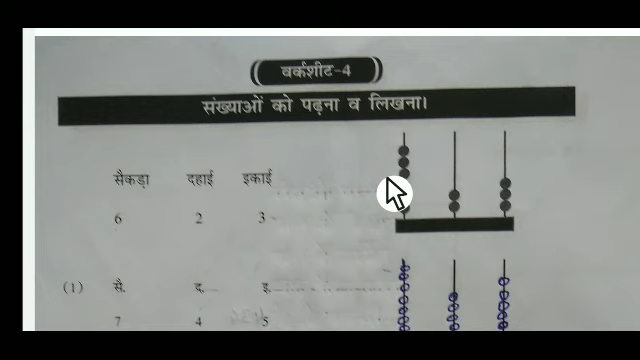 वर्कशीट-4
संख्याओं को पढ़ना व लिखना।
सैकड़ा दहाई इकाई
6 2 3
(1) सै. द. इ.
7 4 5